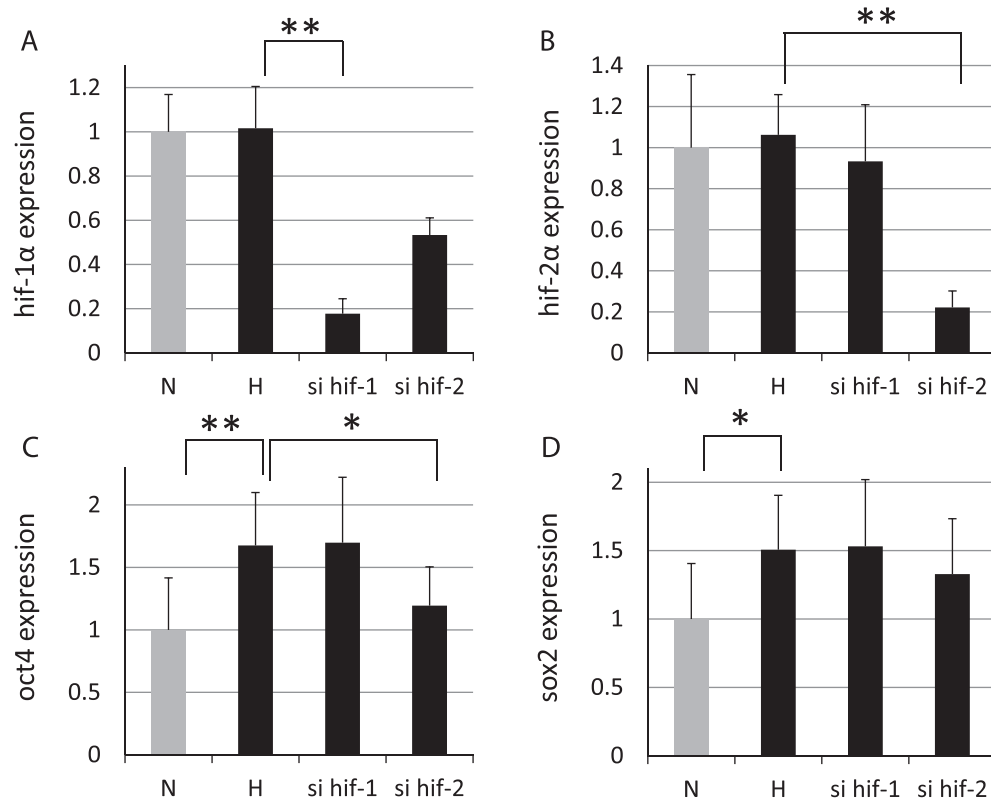 A
**
hif-1α expression
1.2
1
0.8
0.6
0.4
0.2
0
N H si hif-1 si hif-2
B
**
hif-2α expression
1.4
1.2
1
0.8
0.6
0.4
0.2
0
N H si hif-1 si hif-2
C
** *
oct4 expression
2
1.5
1
0.5
0
N H si hif-1 si hif-2
D
*
sox2 expression
2
1.5
1
0.5
0
N H si hif-1 si hif-2